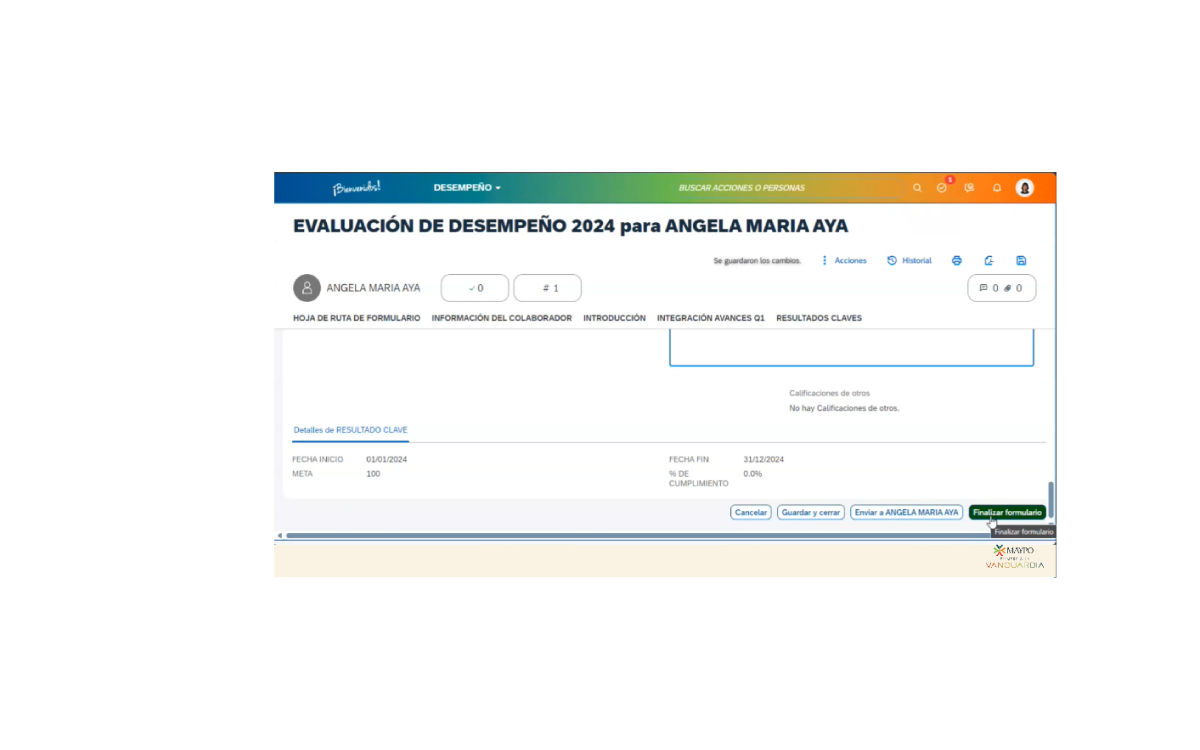 ¡Bienvenidos!
DESEMPEÑO
BUSCAR ACCIONES O PERSONAS
EVALUACIÓN DE DESEMPEÑO 2024 para ANGELA MARIA AYA
Se guardaron los cambios.
Acciones
Historial
ANGELA MARIA AYA
0
# 1
0
0
HOJA DE RUTA DE FORMULARIO
INFORMACIÓN DEL COLABORADOR
INTRODUCCIÓN
INTEGRACIÓN AVANCES Q1
RESULTADOS CLAVES
Calificaciones de otros
No hay Calificaciones de otros.
Detalles de RESULTADO CLAVE
FECHA INICIO 01/01/2024
FECHA FIN 31/12/2024
META 100
% DE CUMPLIMIENTO 0.0%
Cancelar
Guardar y cerrar
Enviar a ANGELA MARIA AYA
Finalizar formulario
Finalizar formulario
MAYPO
VANGUARDIA